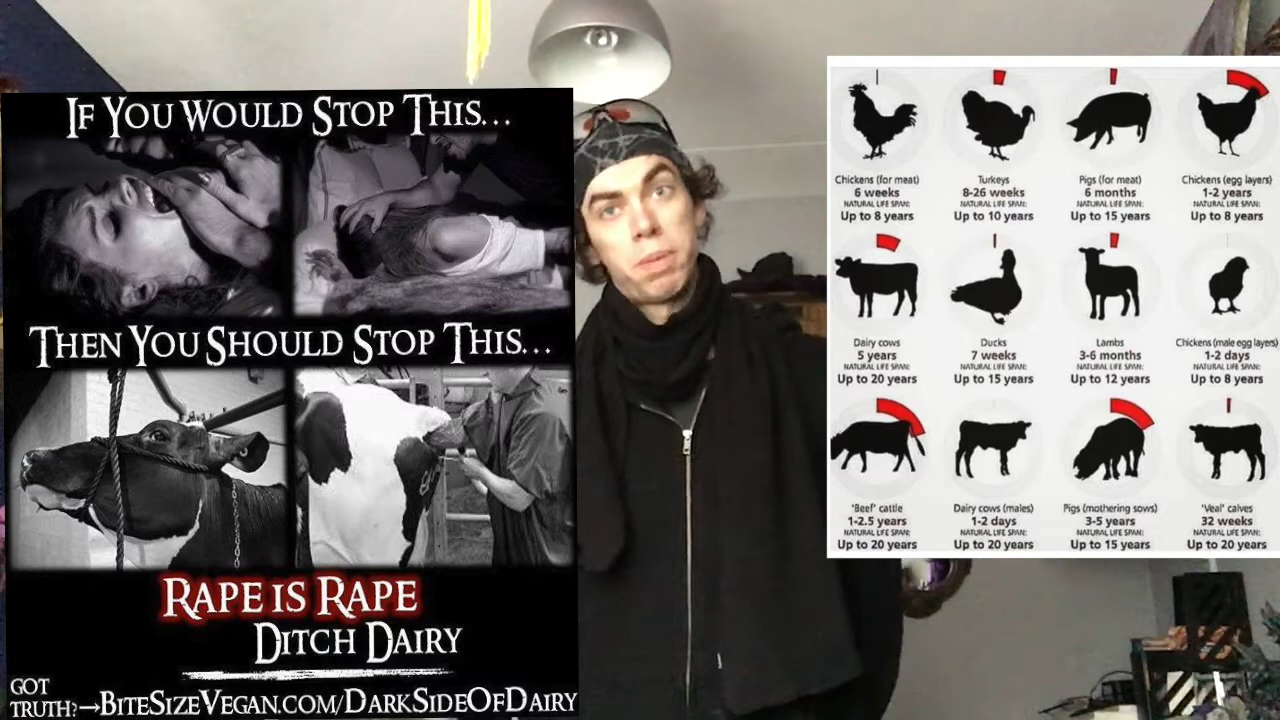 IF YOU WOULD STOP THIS...
THEN YOU SHOULD STOP THIS...
RAPE IS RAPE
DITCH DAIRY
GOT
TRUTH?→BITESIZEVEGAN.COM/DARKSIDEOFDAIRY
Chickens (for meat)
6 weeks
NATURAL LIFE SPAN:
Up to 8 years
Turkeys
8-26 weeks
NATURAL LIFE SPAN:
Up to 10 years
Pigs (for meat)
6 months
NATURAL LIFE SPAN:
Up to 15 years
Chickens (egg layers)
1-2 years
NATURAL LIFE SPAN:
Up to 8 years
Dairy cows
5 years
NATURAL LIFE SPAN:
Up to 20 years
Ducks
7 weeks
NATURAL LIFE SPAN:
Up to 15 years
Lambs
3-6 months
NATURAL LIFE SPAN:
Up to 12 years
Chickens (male egg layers)
1-2 days
NATURAL LIFE SPAN:
Up to 8 years
'Beef' cattle
1-2.5 years
NATURAL LIFE SPAN:
Up to 20 years
Dairy cows (males)
1-2 days
NATURAL LIFE SPAN:
Up to 20 years
Pigs (mothering sows)
3-5 years
NATURAL LIFE SPAN:
Up to 15 years
'Veal' calves
32 weeks
NATURAL LIFE SPAN:
Up to 20 years